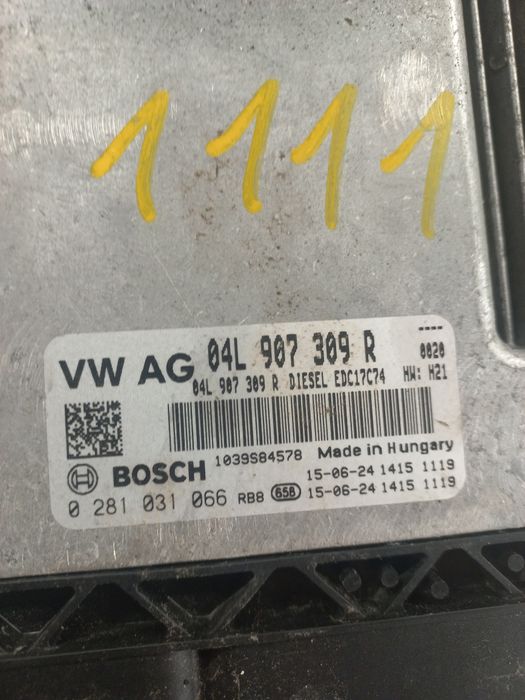 1111
----
VW AG 04L 907 309 R 0020
04L 907 309 R DIESEL EDC17C74 HW: H21
1039S84578 Made in Hungary
BOSCH 15-06-24 1415 1119
0 281 031 066 RB8 658 15-06-24 1415 1119